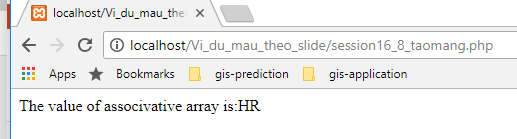 localhost/Vi_du_mau_theo
localhost/Vi_du_mau_theo_slide/session16_8_taomang.php
Apps Bookmarks gis-prediction gis-application
The value of associvative array is:HR